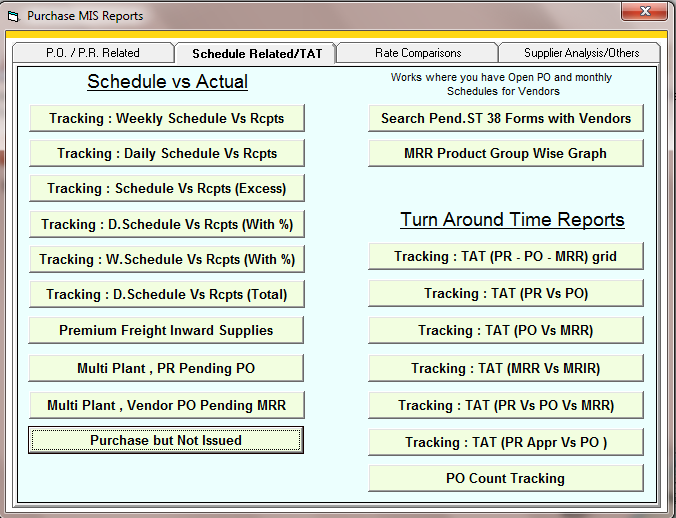 Purchase MIS Reports
P.O. / P.R. Related
Schedule Related/TAT
Rate Comparisons
Supplier Analysis/Others
Schedule vs Actual
Tracking : Weekly Schedule Vs Rcpts
Tracking : Daily Schedule Vs Rcpts
Tracking : Schedule Vs Rcpts (Excess)
Tracking : D.Schedule Vs Rcpts (With %)
Tracking : W.Schedule Vs Rcpts (With %)
Tracking : D.Schedule Vs Rcpts (Total)
Premium Freight Inward Supplies
Multi Plant , PR Pending PO
Multi Plant , Vendor PO Pending MRR
Purchase but Not Issued
Works where you have Open PO and monthly
Schedules for Vendors
Search Pend.ST 38 Forms with Vendors
MRR Product Group Wise Graph
Turn Around Time Reports
Tracking : TAT (PR - PO - MRR) grid
Tracking : TAT (PR Vs PO)
Tracking : TAT (PO Vs MRR)
Tracking : TAT (MRR Vs MRIR)
Tracking : TAT (PR Vs PO Vs MRR)
Tracking : TAT (PR Appr Vs PO )
PO Count Tracking